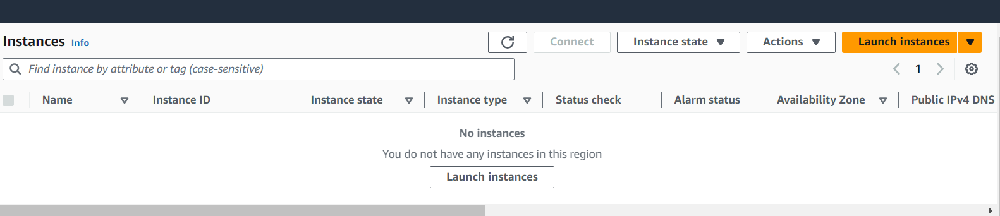 Instances Info
Connect
Instance state
Actions
Launch instances
Find instance by attribute or tag (case-sensitive)
1
Name
Instance ID
Instance state
Instance type
Status check
Alarm status
Availability Zone
Public IPv4 DNS
No instances
You do not have any instances in this region
Launch instances